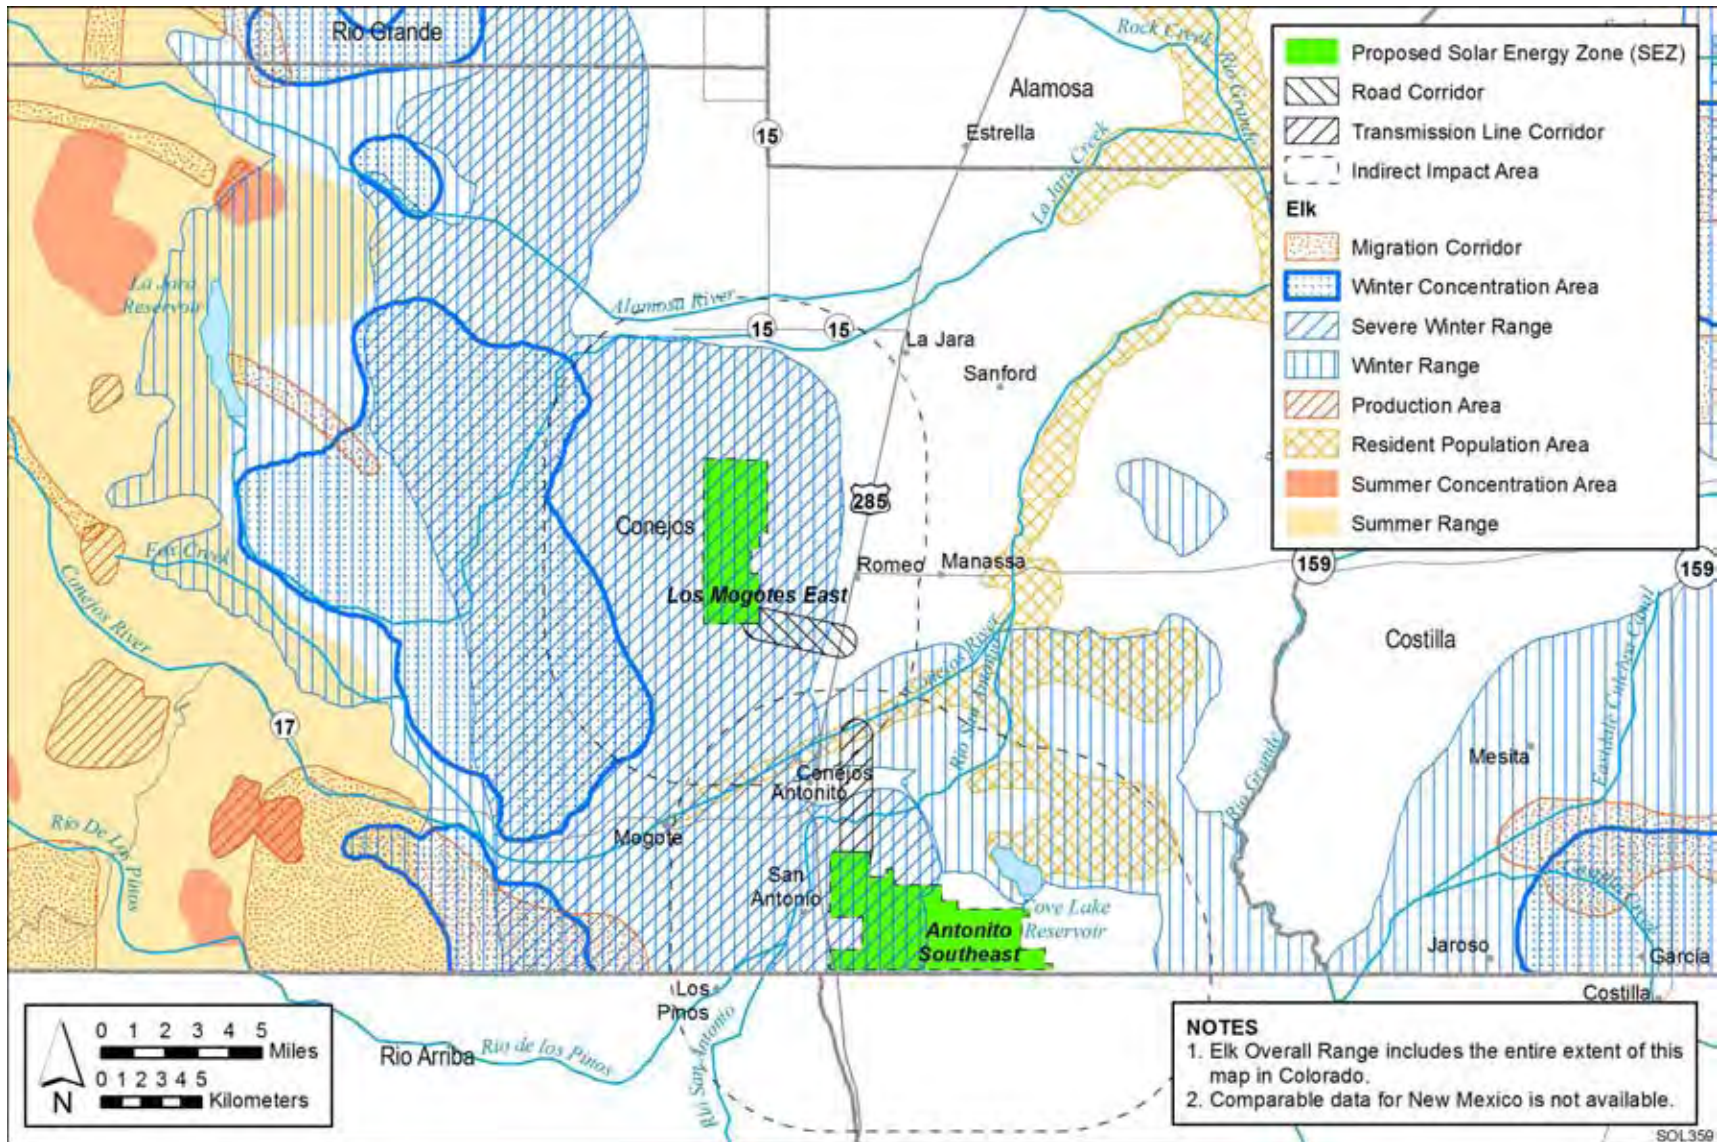 Rio Grande
Rock Creek
Rio Grande
Alamosa
15
Estrella
La Jara Creek
La Jara
Reservoir
Alamosa River
15
15
La Jara
Sanford
285
Conejos
Fox Creek
Conejos River
Romeo
Manassa
159
159
Los Mogotes East
Costilla
Eastdale Culebra Canal
Conejos River
Rio San Antonio
17
Rio Grande
Mesita
Conejos
Antonito
Rio De Los Pinos
Mogote
San
Antonio
Cove Lake
Reservoir
Antonito
Southeast
Jaroso
Garcia
Costilla
Los
Pinos
Rio Arriba
Rio de los Pinos
Rio San Antonio
Proposed Solar Energy Zone (SEZ)
Road Corridor
Transmission Line Corridor
Indirect Impact Area
Elk
Migration Corridor
Winter Concentration Area
Severe Winter Range
Winter Range
Production Area
Resident Population Area
Summer Concentration Area
Summer Range
0 1 2 3 4 5
Miles
0 1 2 3 4 5
Kilometers
N
NOTES
1. Elk Overall Range includes the entire extent of this
map in Colorado.
2. Comparable data for New Mexico is not available.
SOL359